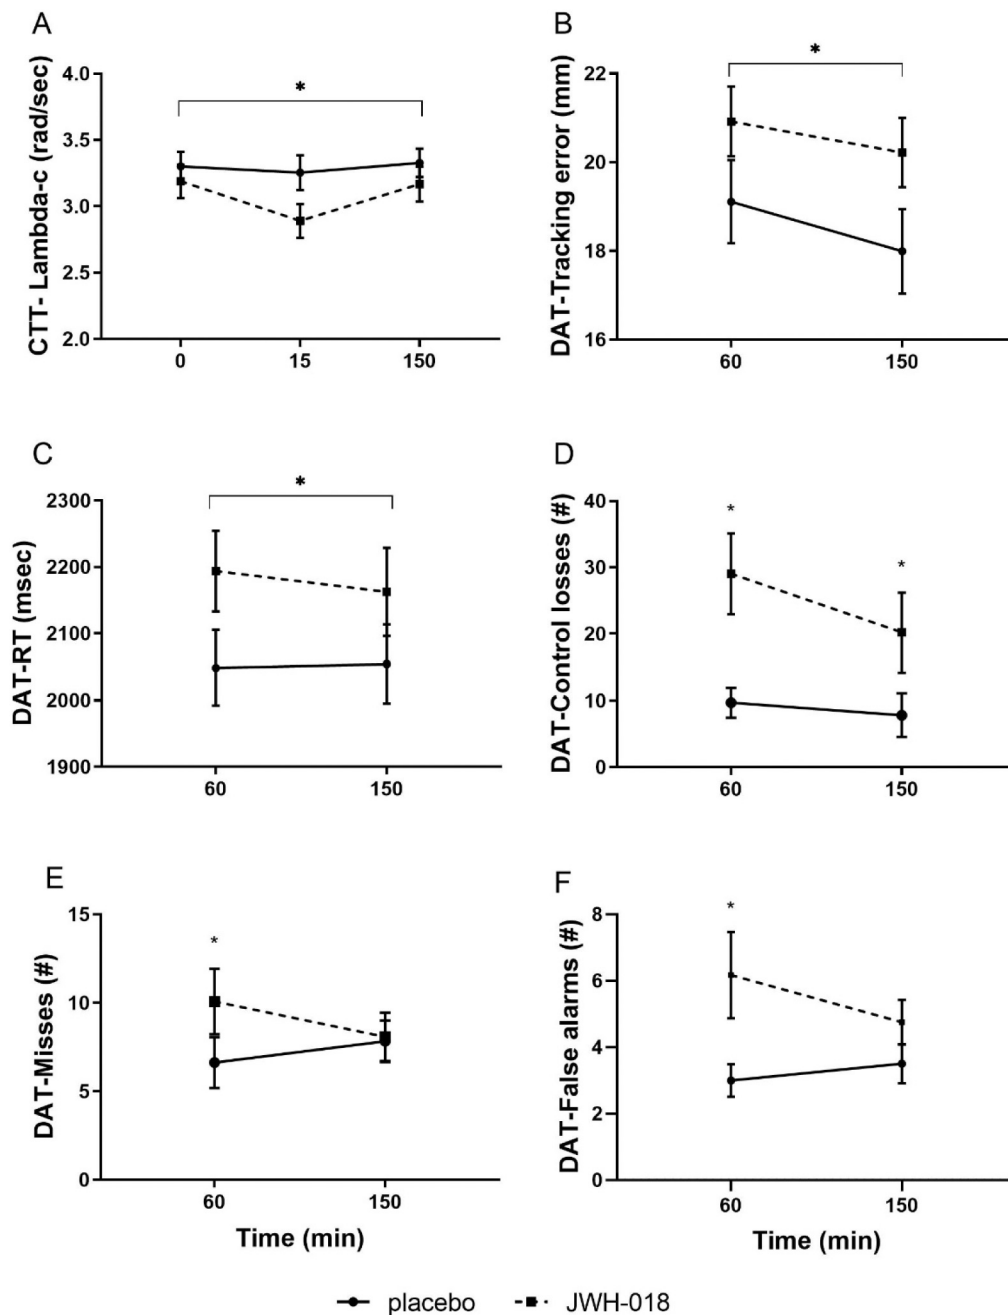 A
*
CTT- Lambda-c (rad/sec)
4.0
3.5
3.0
2.5
2.0
0 15 150
B
*
DAT-Tracking error (mm)
22
20
18
16
60 150
C
*
DAT-RT (msec)
2300
2200
2100
2000
1900
60 150
D
*
*
DAT-Control losses (#)
40
30
20
10
0
60 150
E
*
DAT-Misses (#)
15
10
5
0
60 150
Time (min)
F
*
DAT-False alarms (#)
8
6
4
2
0
60 150
Time (min)
placebo JWH-018